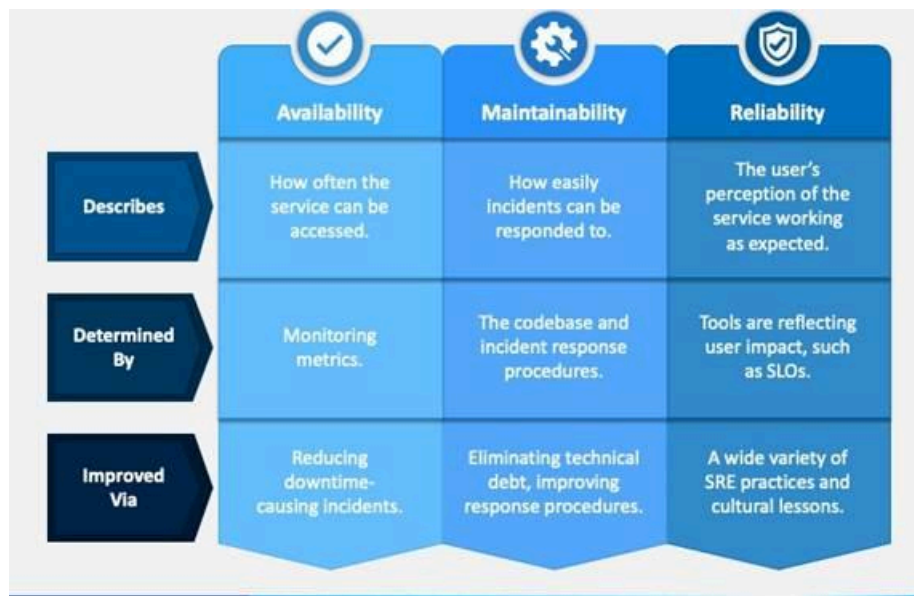 Availability
Maintainability
Reliability
Describes
How often the
service can be
accessed.
How easily
incidents can be
responded to.
The user's
perception of the
service working
as expected.
Determined
By
Monitoring
metrics.
The codebase and
incident response
procedures.
Tools are reflecting
user impact, such
as SLOs.
Improved
Via
Reducing
downtime-
causing incidents.
Eliminating technical
debt, improving
response procedures.
A wide variety of
SRE practices and
cultural lessons.